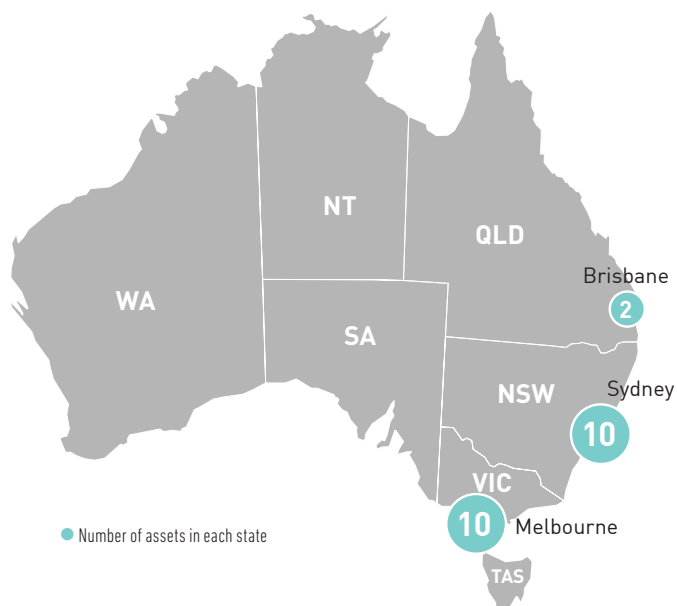 NT
QLD
Brisbane
2
WA
SA
NSW
Sydney
10
VIC
10
Melbourne
Number of assets in each state
TAS